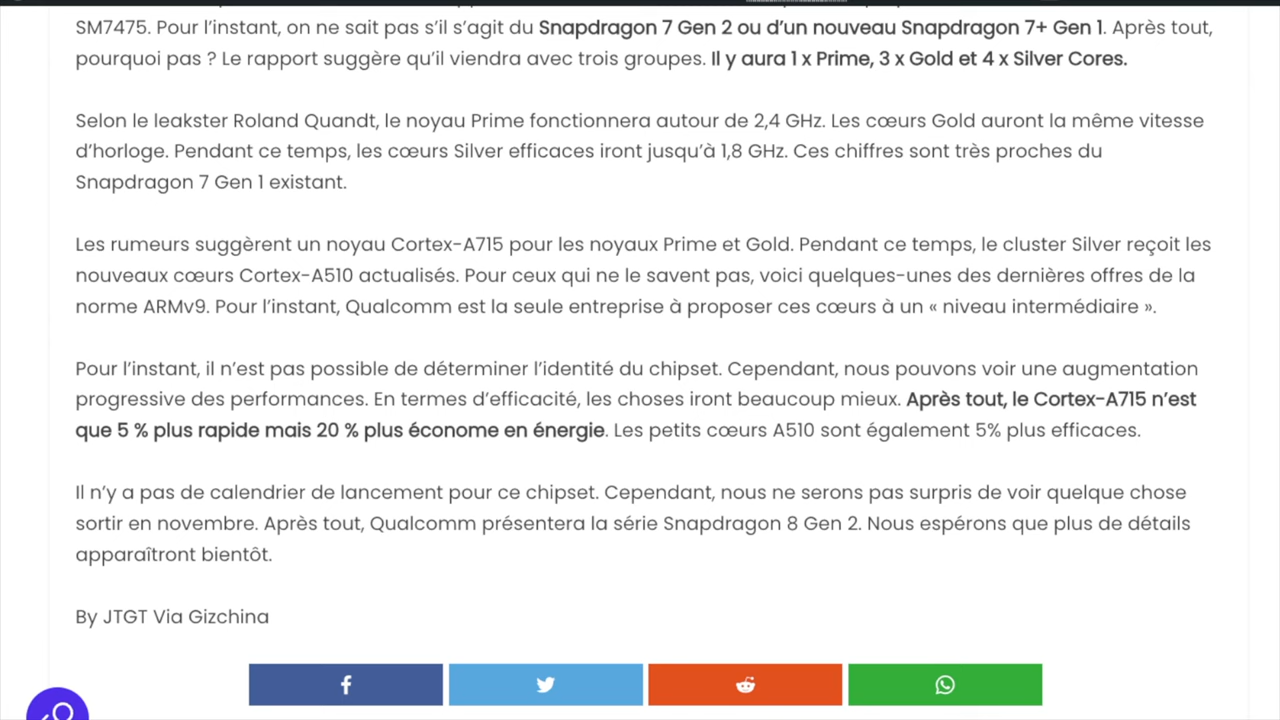 SM7475. Pour l’instant, on ne sait pas s’il s’agit du Snapdragon 7 Gen 2 ou d’un nouveau Snapdragon 7+ Gen 1. Après tout,
pourquoi pas ? Le rapport suggère qu’il viendra avec trois groupes. Il y aura 1 x Prime, 3 x Gold et 4 x Silver Cores.
Selon le leakster Roland Quandt, le noyau Prime fonctionnera autour de 2,4 GHz. Les cœurs Gold auront la même vitesse
d’horloge. Pendant ce temps, les cœurs Silver efficaces iront jusqu’à 1,8 GHz. Ces chiffres sont très proches du
Snapdragon 7 Gen 1 existant.
Les rumeurs suggèrent un noyau Cortex-A715 pour les noyaux Prime et Gold. Pendant ce temps, le cluster Silver reçoit les
nouveaux cœurs Cortex-A510 actualisés. Pour ceux qui ne le savent pas, voici quelques-unes des dernières offres de la
norme ARMv9. Pour l’instant, Qualcomm est la seule entreprise à proposer ces cœurs à un « niveau intermédiaire ».
Pour l’instant, il n’est pas possible de déterminer l’identité du chipset. Cependant, nous pouvons voir une augmentation
progressive des performances. En termes d’efficacité, les choses iront beaucoup mieux. Après tout, le Cortex-A715 n’est
que 5 % plus rapide mais 20 % plus économe en énergie. Les petits cœurs A510 sont également 5% plus efficaces.
Il n’y a pas de calendrier de lancement pour ce chipset. Cependant, nous ne serons pas surpris de voir quelque chose
sortir en novembre. Après tout, Qualcomm présentera la série Snapdragon 8 Gen 2. Nous espérons que plus de détails
apparaîtront bientôt.
By JTGT Via Gizchina